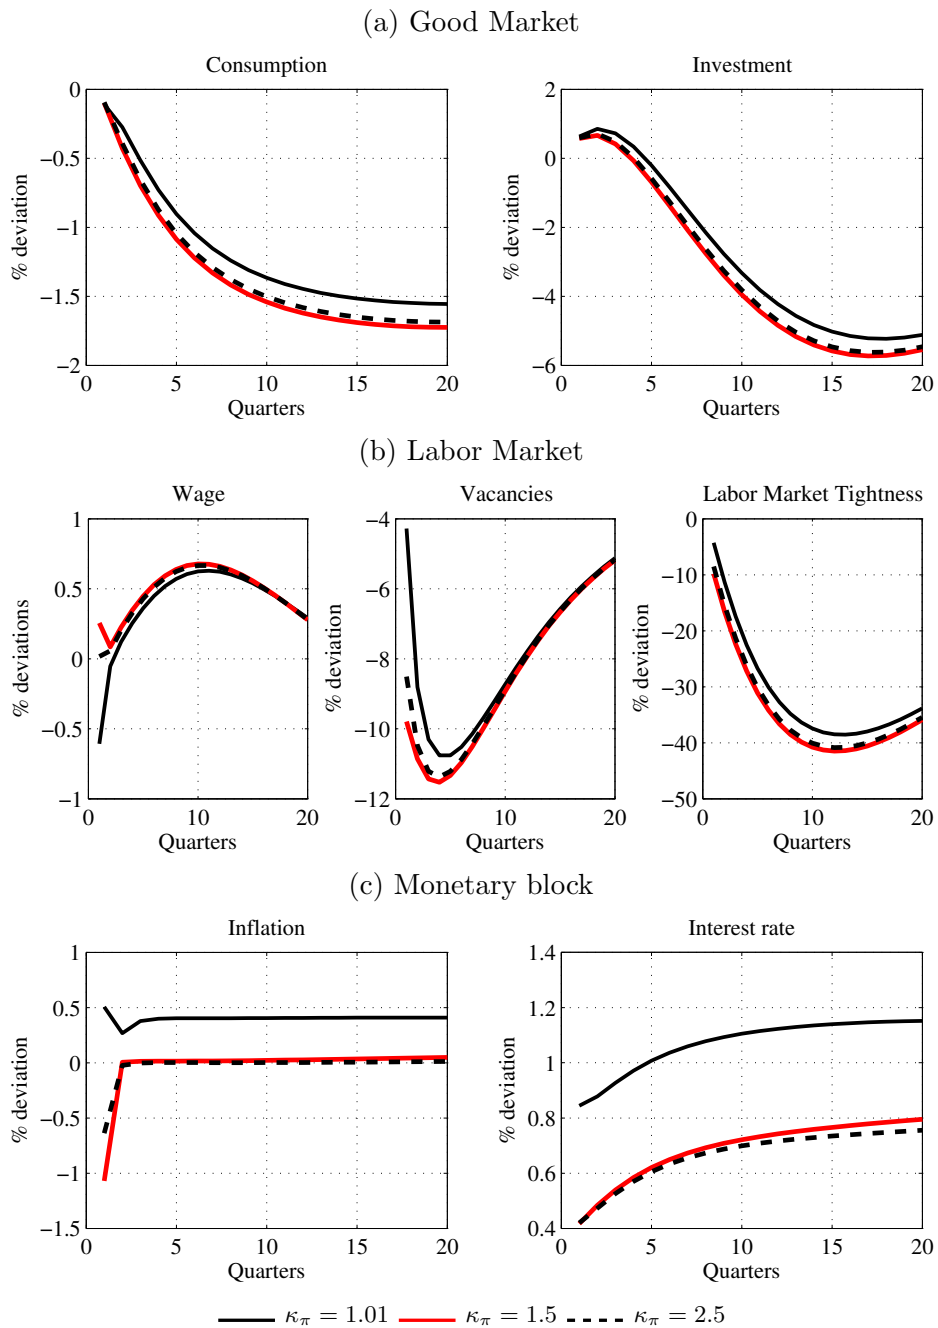 (a) Good Market
Consumption
Investment
0
−0.5
−1
−1.5
−2
% deviation
0 5 10 15 20
Quarters
2
0
−2
−4
−6
% deviation
0 5 10 15 20
Quarters
(b) Labor Market
Wage
Vacancies
Labor Market Tightness
1
0.5
0
−0.5
−1
% deviations
0 10 20
Quarters
−4
−6
−8
−10
−12
% deviation
0 10 20
Quarters
0
−10
−20
−30
−40
−50
% deviation
0 10 20
Quarters
(c) Monetary block
Inflation
Interest rate
1
0.5
0
−0.5
−1
−1.5
% deviation
0 5 10 15 20
Quarters
1.4
1.2
1
0.8
0.6
0.4
% deviation
0 5 10 15 20
Quarters
κπ = 1.01 κπ = 1.5 κπ = 2.5